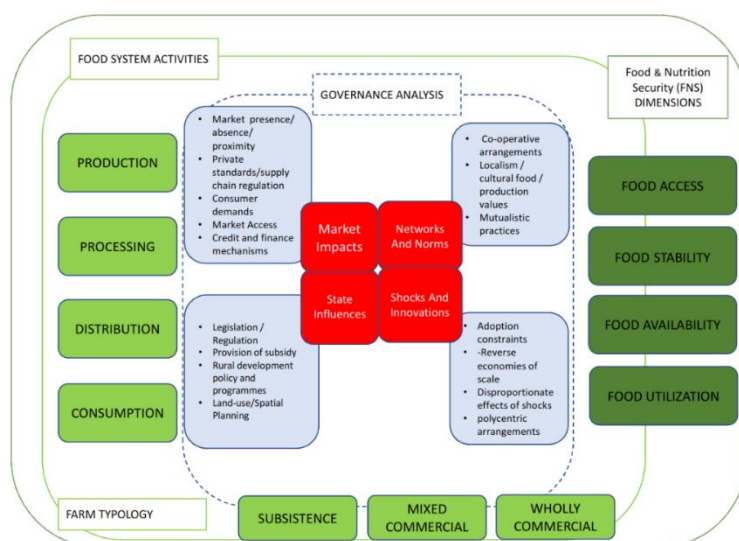 FOOD SYSTEM ACTIVITIES
Food & Nutrition
Security (FNS)
DIMENSIONS
GOVERNANCE ANALYSIS
PRODUCTION
PROCESSING
DISTRIBUTION
CONSUMPTION
• Market presence/
absence/
proximity
• Private
standards/supply
chain regulation
• Consumer
demands
• Market Access
• Credit and finance
mechanisms
• Co-operative
arrangements
• Localism /
cultural food /
production
values
• Mutualistic
practices
Market
Impacts
Networks
And Norms
State
Influences
Shocks And
Innovations
• Legislation /
Regulation
• Provision of subsidy
• Rural development
policy and
programmes
• Land-use/Spatial
Planning
• Adoption
constraints
• -Reverse
economies of
scale
• Disproportionate
effects of shocks
• polycentric
arrangements
FOOD ACCESS
FOOD STABILITY
FOOD AVAILABILITY
FOOD UTILIZATION
FARM TYPOLOGY
SUBSISTENCE
MIXED
COMMERCIAL
WHOLLY
COMMERCIAL